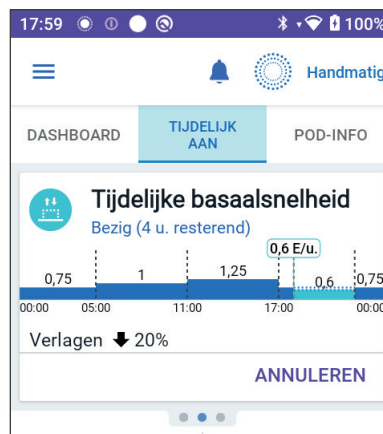 17:59 100%
Handmatig
DASHBOARD TIJDELIJK AAN POD-INFO
Tijdelijke basaalsnelheid
Bezig (4 u. resterend)
0,6 E/u.
0,75 1 1,25 0,6 0,75
00:00 05:00 11:00 17:00 00:00
Verlagen 20%
ANNULEREN